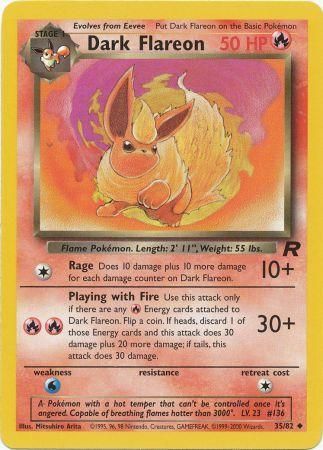 Evolves from Eevee Put Dark Flareon on the Basic Pokémon
STAGE 1
Dark Flareon 50 HP
Flame Pokémon. Length: 2' 11", Weight: 55 lbs.
R
Rage Does 10 damage plus 10 more damage
for each damage counter on Dark Flareon.
10+
Playing with Fire Use this attack only
if there are any Energy cards attached to
Dark Flareon. Flip a coin. If heads, discard 1 of
those Energy cards and this attack does 30
damage plus 20 more damage; if tails, this
attack does 30 damage.
30+
weakness resistance retreat cost
A Pokémon with a hot temper that can't be controlled once it's
angered. Capable of breathing flames hotter than 3000°. LV. 23 #136
Illus. Mitsuhiro Arita ©1995, 96, 98 Nintendo, Creatures, GAMEFREAK. ©1999-2000 Wizards. 35/82